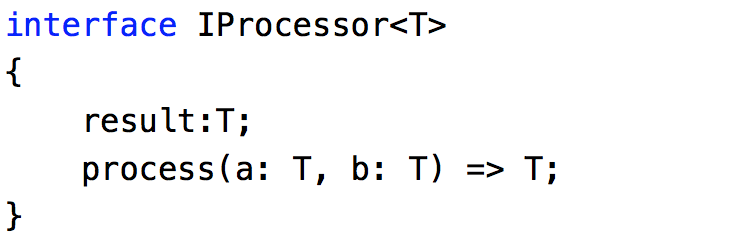 interface IProcessor<T>
{
    result:T;
    process(a: T, b: T) => T;
}